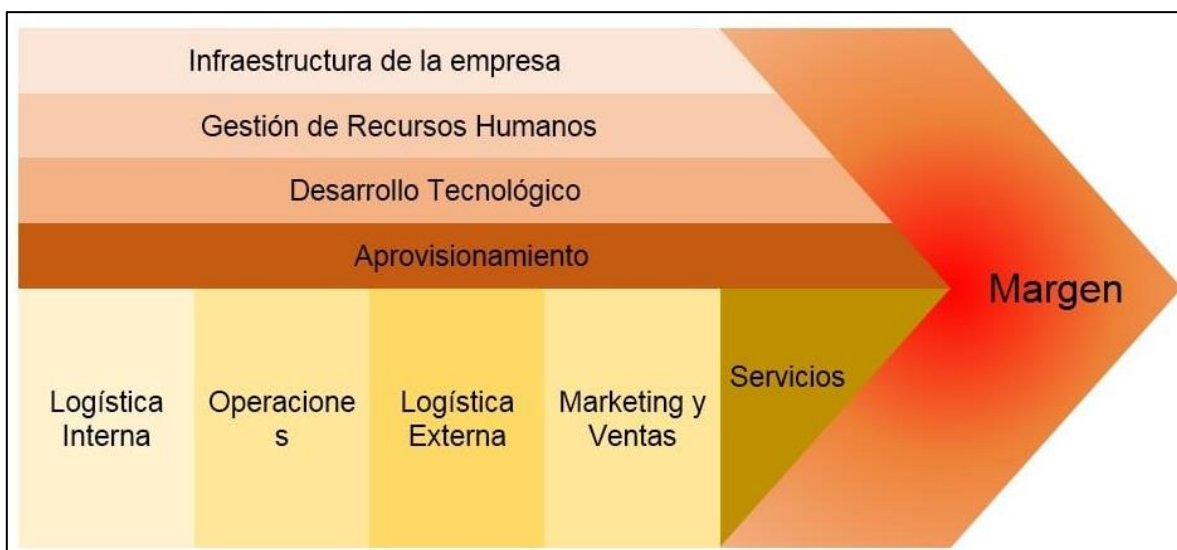 Infraestructura de la empresa
Gestión de Recursos Humanos
Desarrollo Tecnológico
Aprovisionamiento
Margen
Logística
Interna
Operacione
s
Logística
Externa
Marketing y
Ventas
Servicios